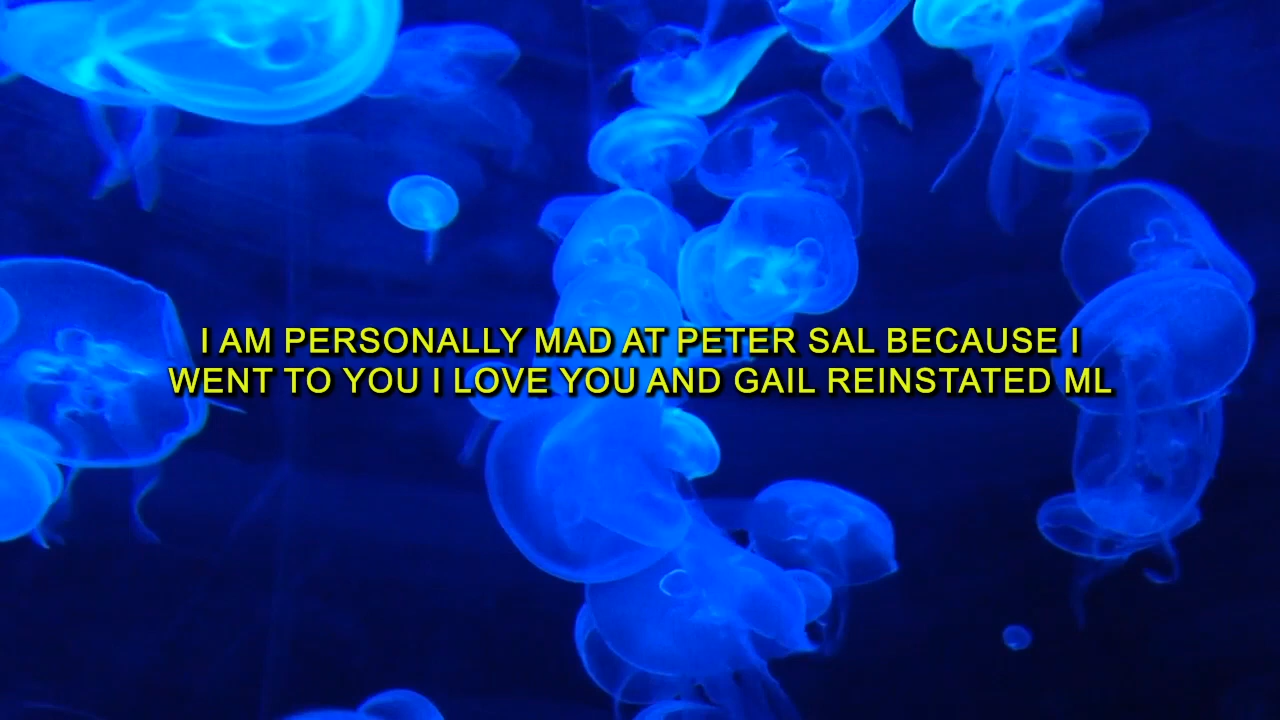 I AM PERSONALLY MAD AT PETER SAL BECAUSE I
WENT TO YOU I LOVE YOU AND GAIL REINSTATED ML